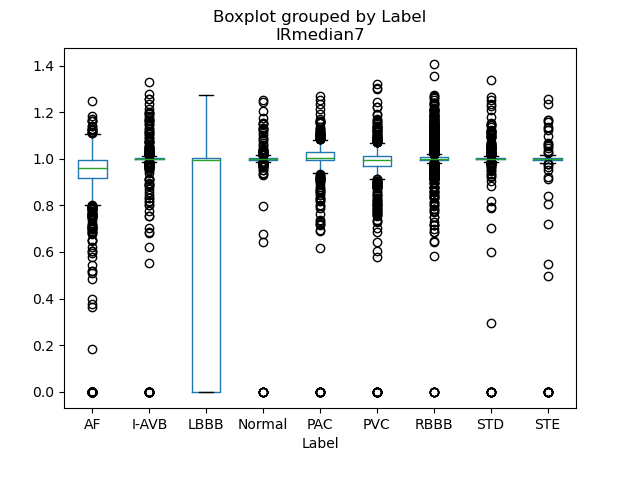 Boxplot grouped by Label
IRmedian7
1.4
1.2
1.0
0.8
0.6
0.4
0.2
0.0
AF I-AVB LBBB Normal PAC PVC RBBB STD STE
Label